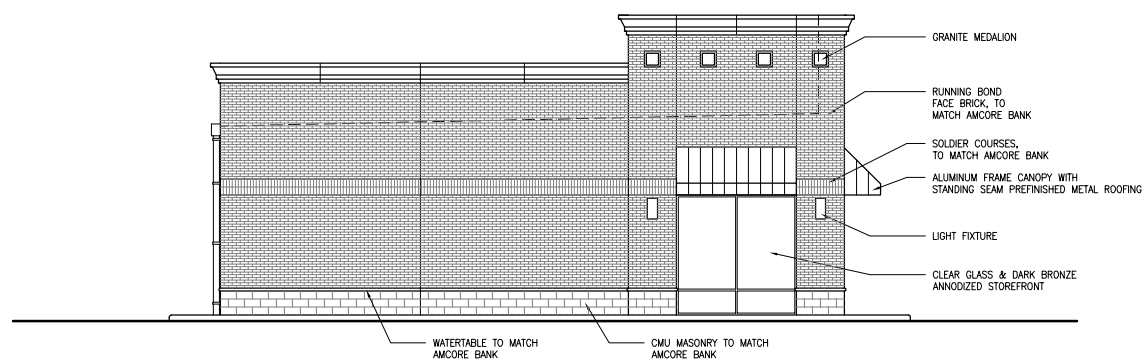 GRANITE MEDALION
RUNNING BOND
FACE BRICK, TO
MATCH AMCORE BANK
SOLDIER COURSES,
TO MATCH AMCORE BANK
ALUMINUM FRAME CANOPY WITH
STANDING SEAM PREFINISHED METAL ROOFING
LIGHT FIXTURE
CLEAR GLASS & DARK BRONZE
ANNODIZED STOREFRONT
WATERTABLE TO MATCH
AMCORE BANK
CMU MASONRY TO MATCH
AMCORE BANK